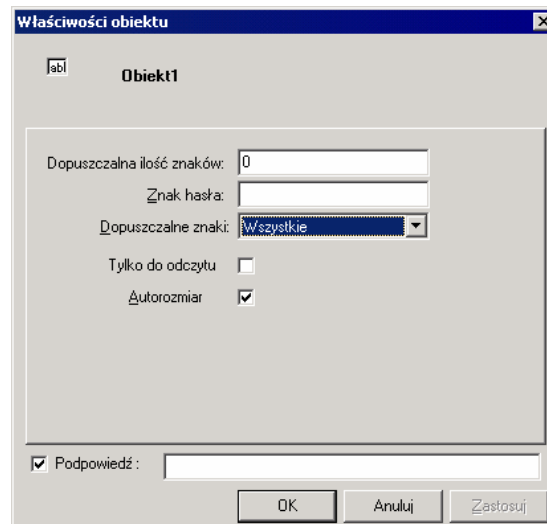 Właściwości obiektu
abl
Obiekt1
Dopuszczalna ilość znaków: 0
Znak hasła:
Dopuszczalne znaki: Wszystkie
Tylko do odczytu
Autorozmiar
Podpowiedź :
OK Anuluj Zastosuj